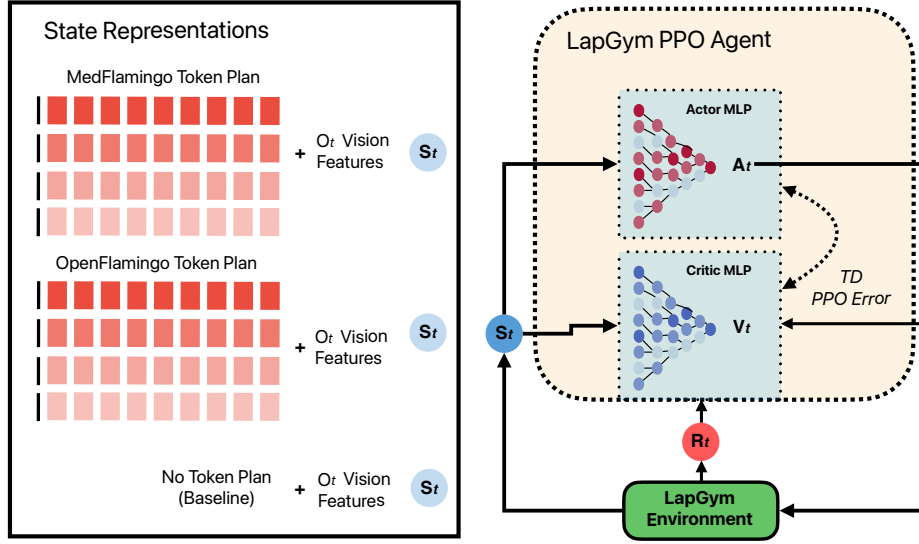 State Representations
MedFlamingo Token Plan
+ Ot Vision
Features
St
OpenFlamingo Token Plan
+ Ot Vision
Features
St
No Token Plan
(Baseline)
+ Ot Vision
Features
St
LapGym PPO Agent
Actor MLP
At
Critic MLP
Vt
TD
PPO Error
St
Rt
LapGym
Environment